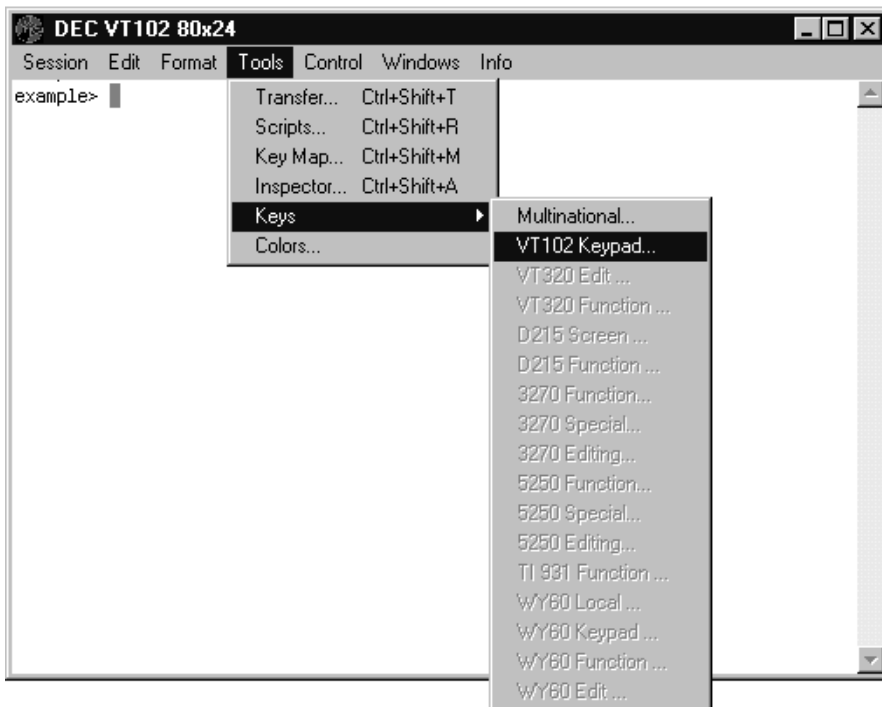 DEC VT102 80x24
Session Edit Format Tools Control Windows Info
example>
Transfer... Ctrl+Shift+T
Scripts... Ctrl+Shift+R
Key Map... Ctrl+Shift+M
Inspector... Ctrl+Shift+A
Keys
Colors...
Multinational...
VT102 Keypad...
VT320 Edit ...
VT320 Function ...
D215 Screen ...
D215 Function ...
3270 Function...
3270 Special...
3270 Editing...
5250 Function...
5250 Special...
5250 Editing...
TI 931 Function ...
WY60 Local ...
WY60 Keypad ...
WY60 Function ...
WY60 Edit ...